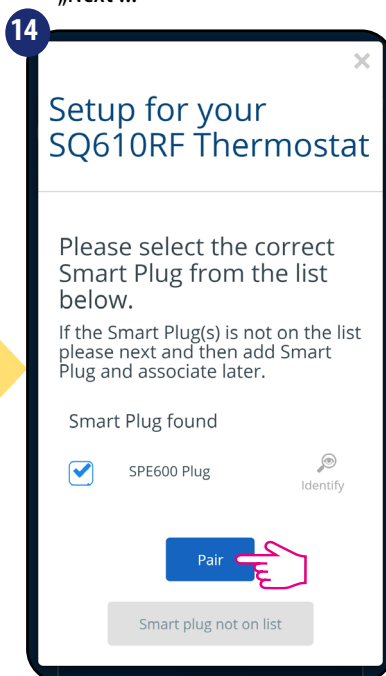 „Next”.
14
×
Setup for your
SQ610RF Thermostat
Please select the correct
Smart Plug from the list
below.
If the Smart Plug(s) is not on the list
please next and then add Smart
Plug and associate later.
Smart Plug found
SPE600 Plug
Identify
Pair
Smart plug not on list